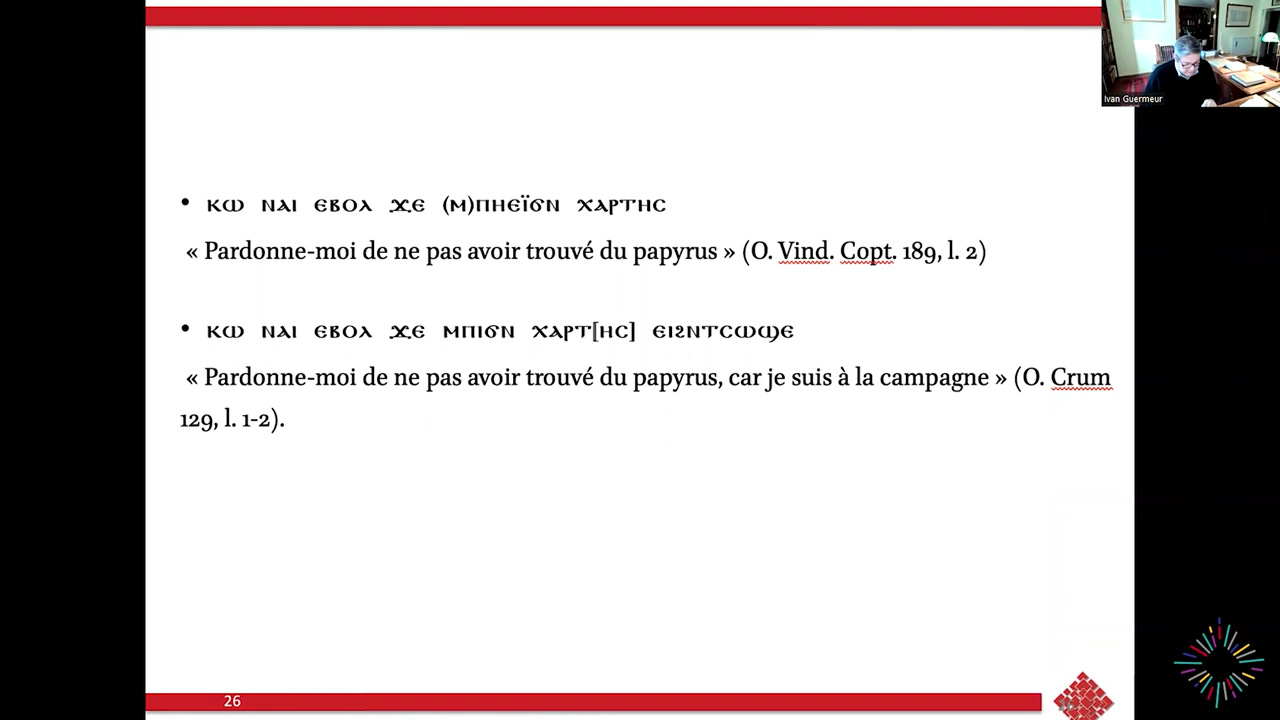 Ivan Guermeur
• ⲕⲱ ⲛⲁⲓ ⲉⲃⲟⲗ ϫⲉ (ⲙ)ⲡⲏⲉⲓ̈ϭⲛ ⲭⲁⲣⲧⲏⲥ
« Pardonne-moi de ne pas avoir trouvé du papyrus » (O. Vind. Copt. 189, l. 2)
• ⲕⲱ ⲛⲁⲓ ⲉⲃⲟⲗ ϫⲉ ⲙⲡⲓϭⲛ ⲭⲁⲣⲧ[ⲏⲥ] ⲉⲓϩⲛⲧⲥⲱϣⲉ
« Pardonne-moi de ne pas avoir trouvé du papyrus, car je suis à la campagne » (O. Crum
129, l. 1-2).
26